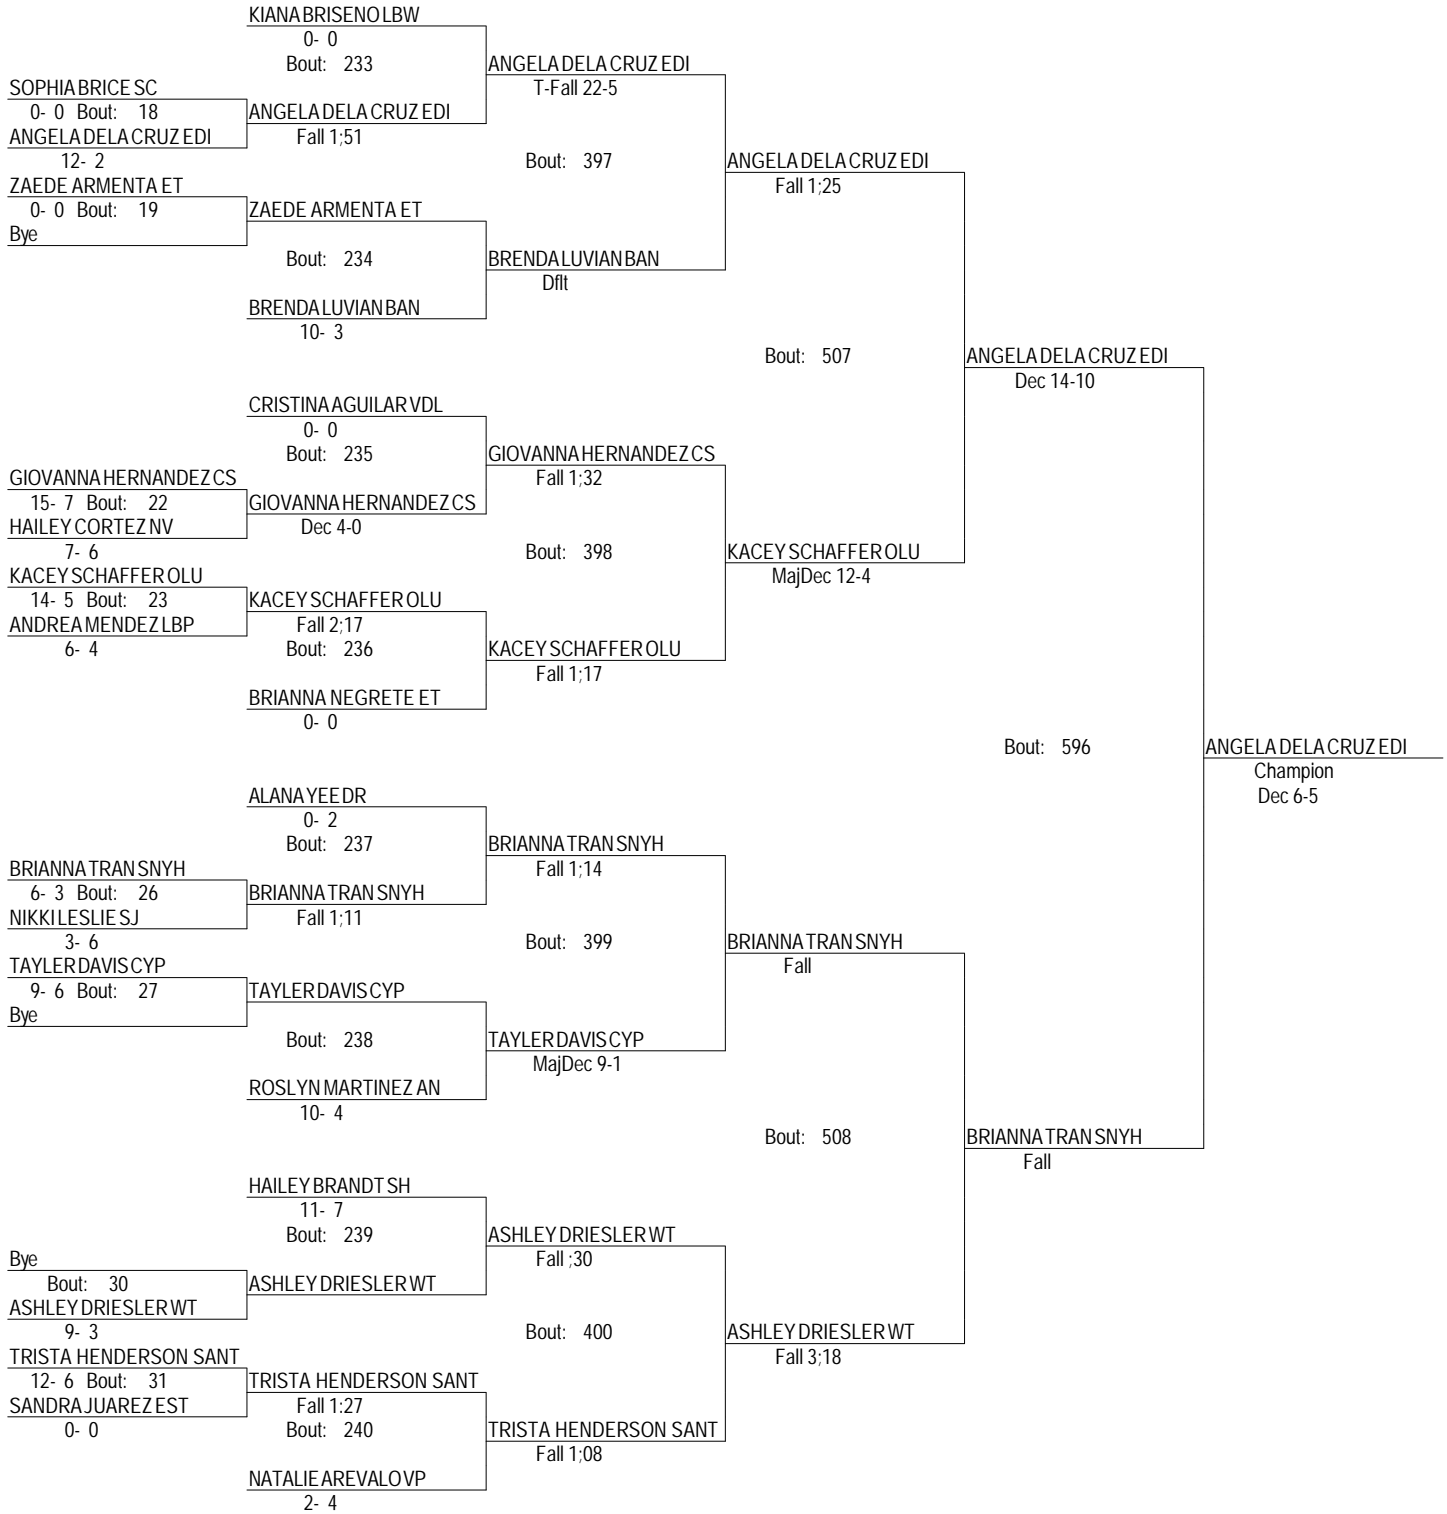 KIANA BRISENO LBW
0- 0
Bout: 233
ANGELA DELA CRUZ EDI
T-Fall 22-5
SOPHIA BRICE SC
0- 0 Bout: 18
ANGELA DELA CRUZ EDI
Fall 1;51
ANGELA DELA CRUZ EDI
12- 2
Bout: 397
ANGELA DELA CRUZ EDI
Fall 1;25
ZAEDE ARMENTA ET
0- 0 Bout: 19
ZAEDE ARMENTA ET
Bye
Bout: 234
BRENDA LUVIAN BAN
Dflt
BRENDA LUVIAN BAN
10- 3
Bout: 507
ANGELA DELA CRUZ EDI
Dec 14-10
CRISTINA AGUILAR VDL
0- 0
Bout: 235
GIOVANNA HERNANDEZ CS
Fall 1;32
GIOVANNA HERNANDEZ CS
15- 7 Bout: 22
GIOVANNA HERNANDEZ CS
Dec 4-0
HAILEY CORTEZ NV
7- 6
Bout: 398
KACEY SCHAFFER OLU
MajDec 12-4
KACEY SCHAFFER OLU
14- 5 Bout: 23
KACEY SCHAFFER OLU
Fall 2;17
ANDREA MENDEZ LBP
6- 4
Bout: 236
KACEY SCHAFFER OLU
Fall 1;17
BRIANNA NEGRETE ET
0- 0
Bout: 596
ANGELA DELA CRUZ EDI
Champion
Dec 6-5
ALANA YEE DR
0- 2
Bout: 237
BRIANNA TRAN SNYH
Fall 1;14
BRIANNA TRAN SNYH
6- 3 Bout: 26
BRIANNA TRAN SNYH
Fall 1;11
NIKKI LESLIE SJ
3- 6
Bout: 399
BRIANNA TRAN SNYH
Fall
TAYLER DAVIS CYP
9- 6 Bout: 27
TAYLER DAVIS CYP
Bye
Bout: 238
TAYLER DAVIS CYP
MajDec 9-1
ROSLYN MARTINEZ AN
10- 4
Bout: 508
BRIANNA TRAN SNYH
Fall
HAILEY BRANDT SH
11- 7
Bout: 239
ASHLEY DRIESLER WT
Fall ;30
Bye
Bout: 30
ASHLEY DRIESLER WT
ASHLEY DRIESLER WT
9- 3
Bout: 400
ASHLEY DRIESLER WT
Fall 3;18
TRISTA HENDERSON SANT
12- 6 Bout: 31
TRISTA HENDERSON SANT
Fall 1:27
SANDRA JUAREZ EST
0- 0
Bout: 240
TRISTA HENDERSON SANT
Fall 1;08
NATALIE AREVALO VP
2- 4